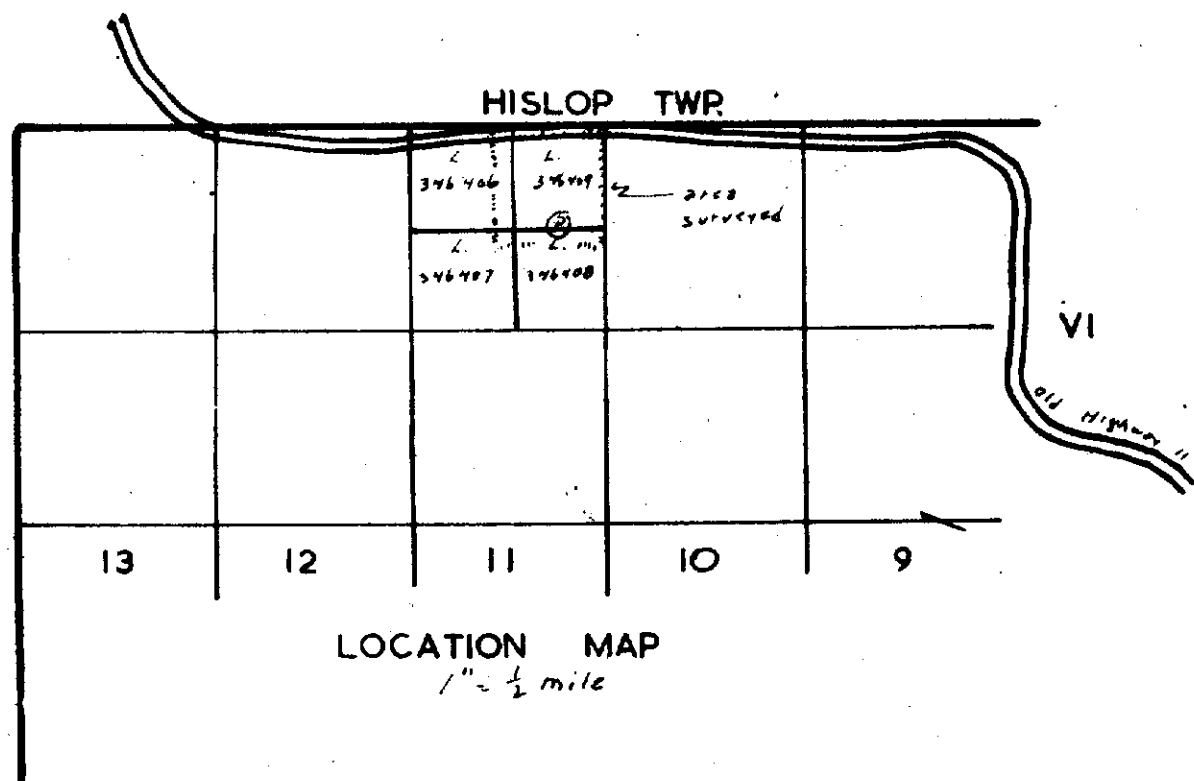 HISLOP TWP.
L. L.
346406 346409
area
surveyed
L. L.
346407 346408
VI
Old Highway 11
13 12 11 10 9
LOCATION MAP
1" = 1/2 mile